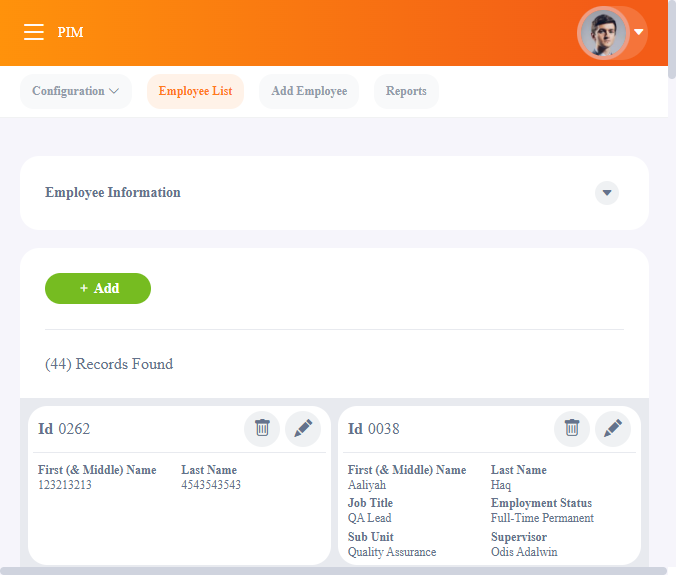 PIM
Configuration Employee List Add Employee Reports
Employee Information
+ Add
(44) Records Found
Id 0262
First (& Middle) Name Last Name
123213213 4543543543
Id 0038
First (& Middle) Name Last Name
Aaliyah Haq
Job Title Employment Status
QA Lead Full-Time Permanent
Sub Unit Supervisor
Quality Assurance Odis Adalwin